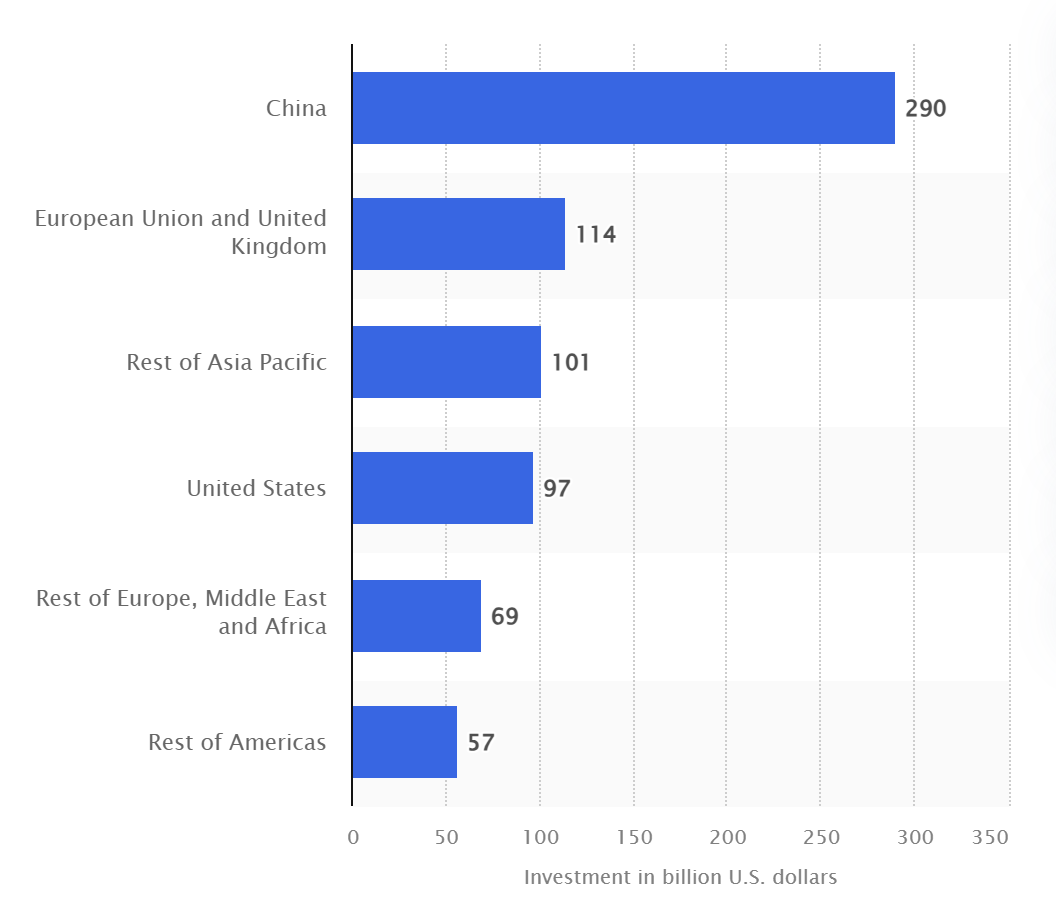 China
290
European Union and United
Kingdom
114
Rest of Asia Pacific
101
United States
97
Rest of Europe, Middle East
and Africa
69
Rest of Americas
57
0 50 100 150 200 250 300 350
Investment in billion U.S. dollars